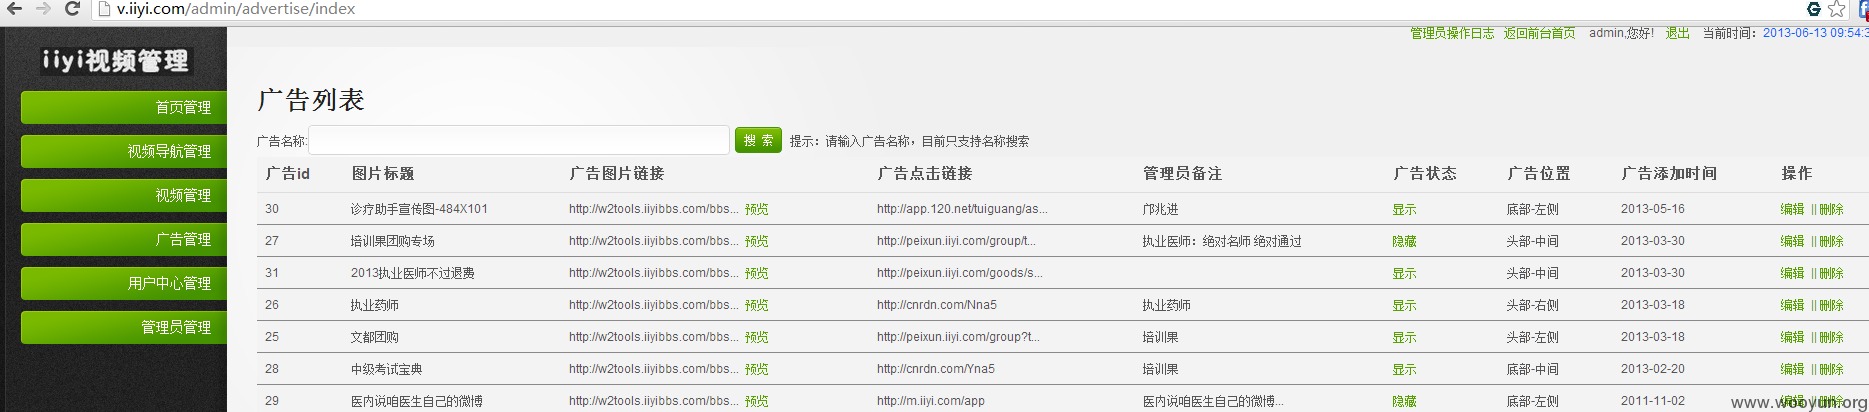 v.iiyi.com/admin/advertise/index
管理员操作日志 返回前台首页 admin,您好! 退出 当前时间：2013-06-13 09:54:3
iiyi视频管理
首页管理
视频导航管理
视频管理
广告管理
用户中心管理
管理员管理
广告列表
广告名称: 搜 索 提示：请输入广告名称，目前只支持名称搜索
广告id 图片标题 广告图片链接 广告点击链接 管理员备注 广告状态 广告位置 广告添加时间 操作
30 诊疗助手宣传图-484X101 http://w2tools.iiyibbs.com/bbs... 预览 http://app.120.net/tuiguang/as... 邝兆进 显示 底部-左侧 2013-05-16 编辑 || 删除
27 培训果团购专场 http://w2tools.iiyibbs.com/bbs... 预览 http://peixun.iiyi.com/group/t... 执业医师：绝对名师 绝对通过 隐藏 头部-中间 2013-03-30 编辑 || 删除
31 2013执业医师不过退费 http://w2tools.iiyibbs.com/bbs... 预览 http://peixun.iiyi.com/goods/s... 显示 头部-中间 2013-03-30 编辑 || 删除
26 执业药师 http://w2tools.iiyibbs.com/bbs... 预览 http://cnrdn.com/Nna5 执业药师 显示 头部-右侧 2013-03-18 编辑 || 删除
25 文都团购 http://w2tools.iiyibbs.com/bbs... 预览 http://peixun.iiyi.com/group?t... 培训果 显示 头部-左侧 2013-03-18 编辑 || 删除
28 中级考试宝典 http://w2tools.iiyibbs.com/bbs... 预览 http://cnrdn.com/Yna5 培训果 显示 底部-中间 2013-02-20 编辑 || 删除
29 医内说咱医生自己的微博 http://w2tools.iiyibbs.com/bbs... 预览 http://m.iiyi.com/app 医内说咱医生自己的微博... 隐藏 底部-左侧 2011-11-02 编辑 || 删除
www.wooyun.org